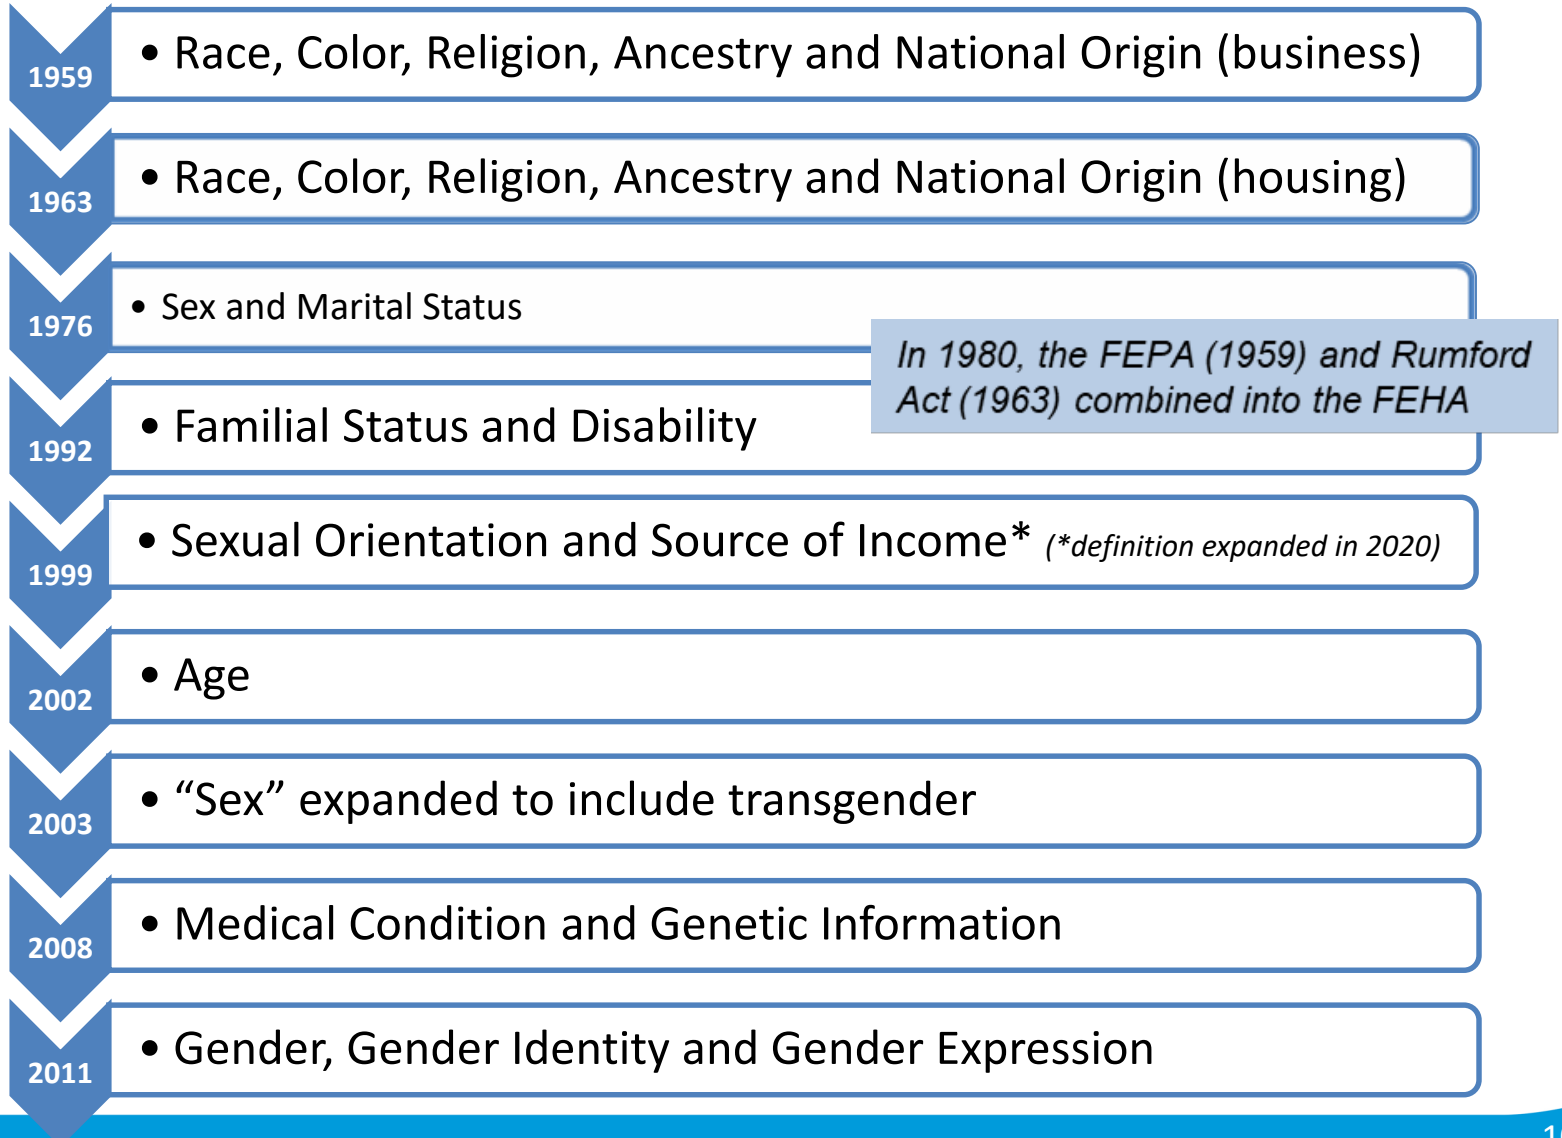 1959
• Race, Color, Religion, Ancestry and National Origin (business)
1963
• Race, Color, Religion, Ancestry and National Origin (housing)
1976
• Sex and Marital Status
In 1980, the FEPA (1959) and Rumford
Act (1963) combined into the FEHA
1992
• Familial Status and Disability
1999
• Sexual Orientation and Source of Income* (*definition expanded in 2020)
2002
• Age
2003
• “Sex” expanded to include transgender
2008
• Medical Condition and Genetic Information
2011
• Gender, Gender Identity and Gender Expression